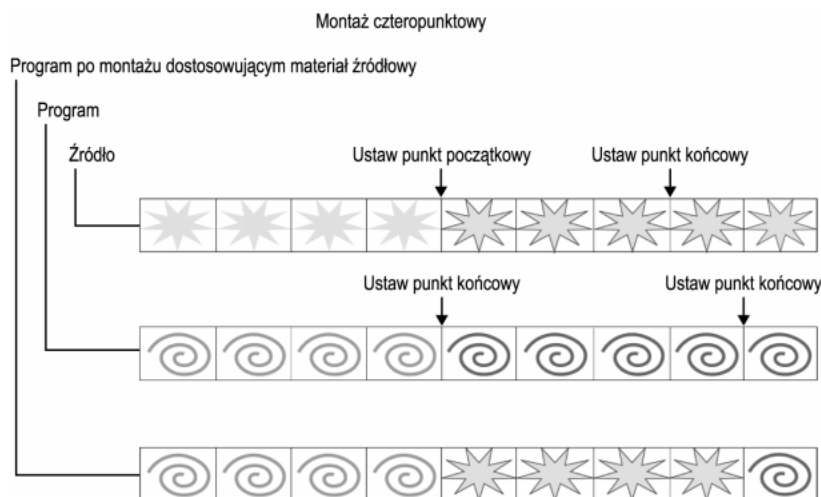 Montaż czteropunktowy
Program po montażu dostosowującym materiał źródłowy
Program
Źródło
Ustaw punkt początkowy
Ustaw punkt końcowy
Ustaw punkt końcowy
Ustaw punkt końcowy